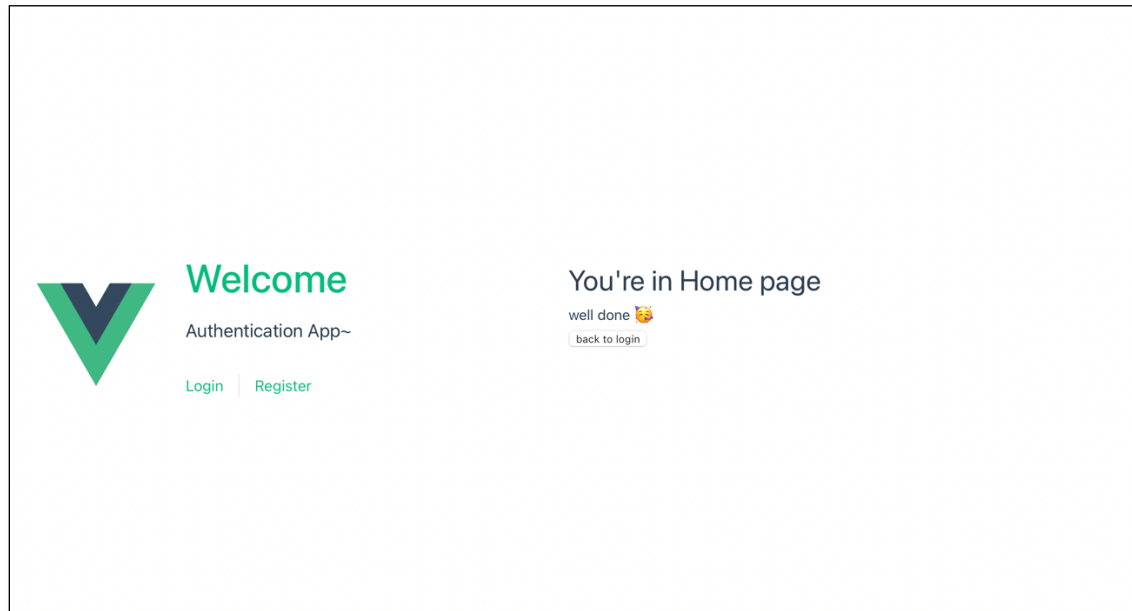 Welcome
Authentication App~
Login
Register
You're in Home page
well done 🥳
back to login